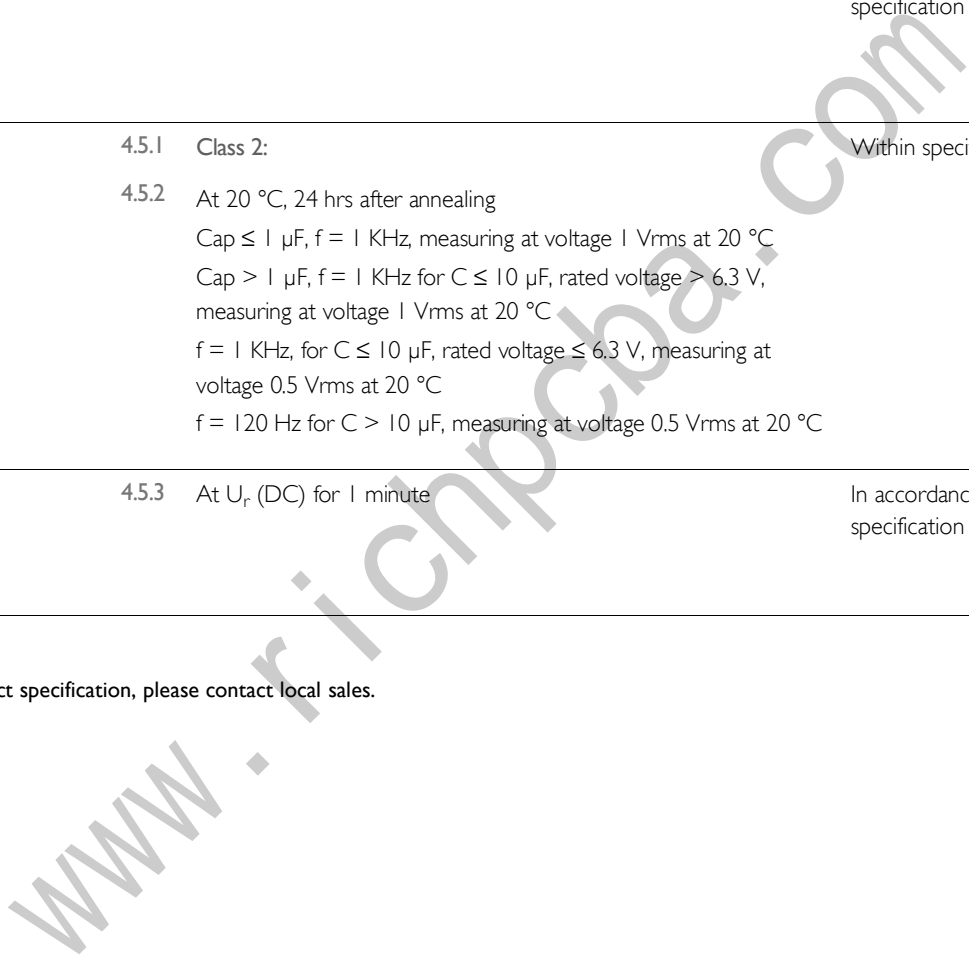 specification
4.5.1 Class 2: Within speci
4.5.2 At 20 °C, 24 hrs after annealing
Cap ≤ 1 µF, f = 1 KHz, measuring at voltage 1 Vrms at 20 °C
Cap > 1 µF, f = 1 KHz for C ≤ 10 µF, rated voltage > 6.3 V,
measuring at voltage 1 Vrms at 20 °C
f = 1 KHz, for C ≤ 10 µF, rated voltage ≤ 6.3 V, measuring at
voltage 0.5 Vrms at 20 °C
f = 120 Hz for C > 10 µF, measuring at voltage 0.5 Vrms at 20 °C
4.5.3 At Ur (DC) for 1 minute In accordanc
specification
ct specification, please contact local sales.
www.richpcba.com